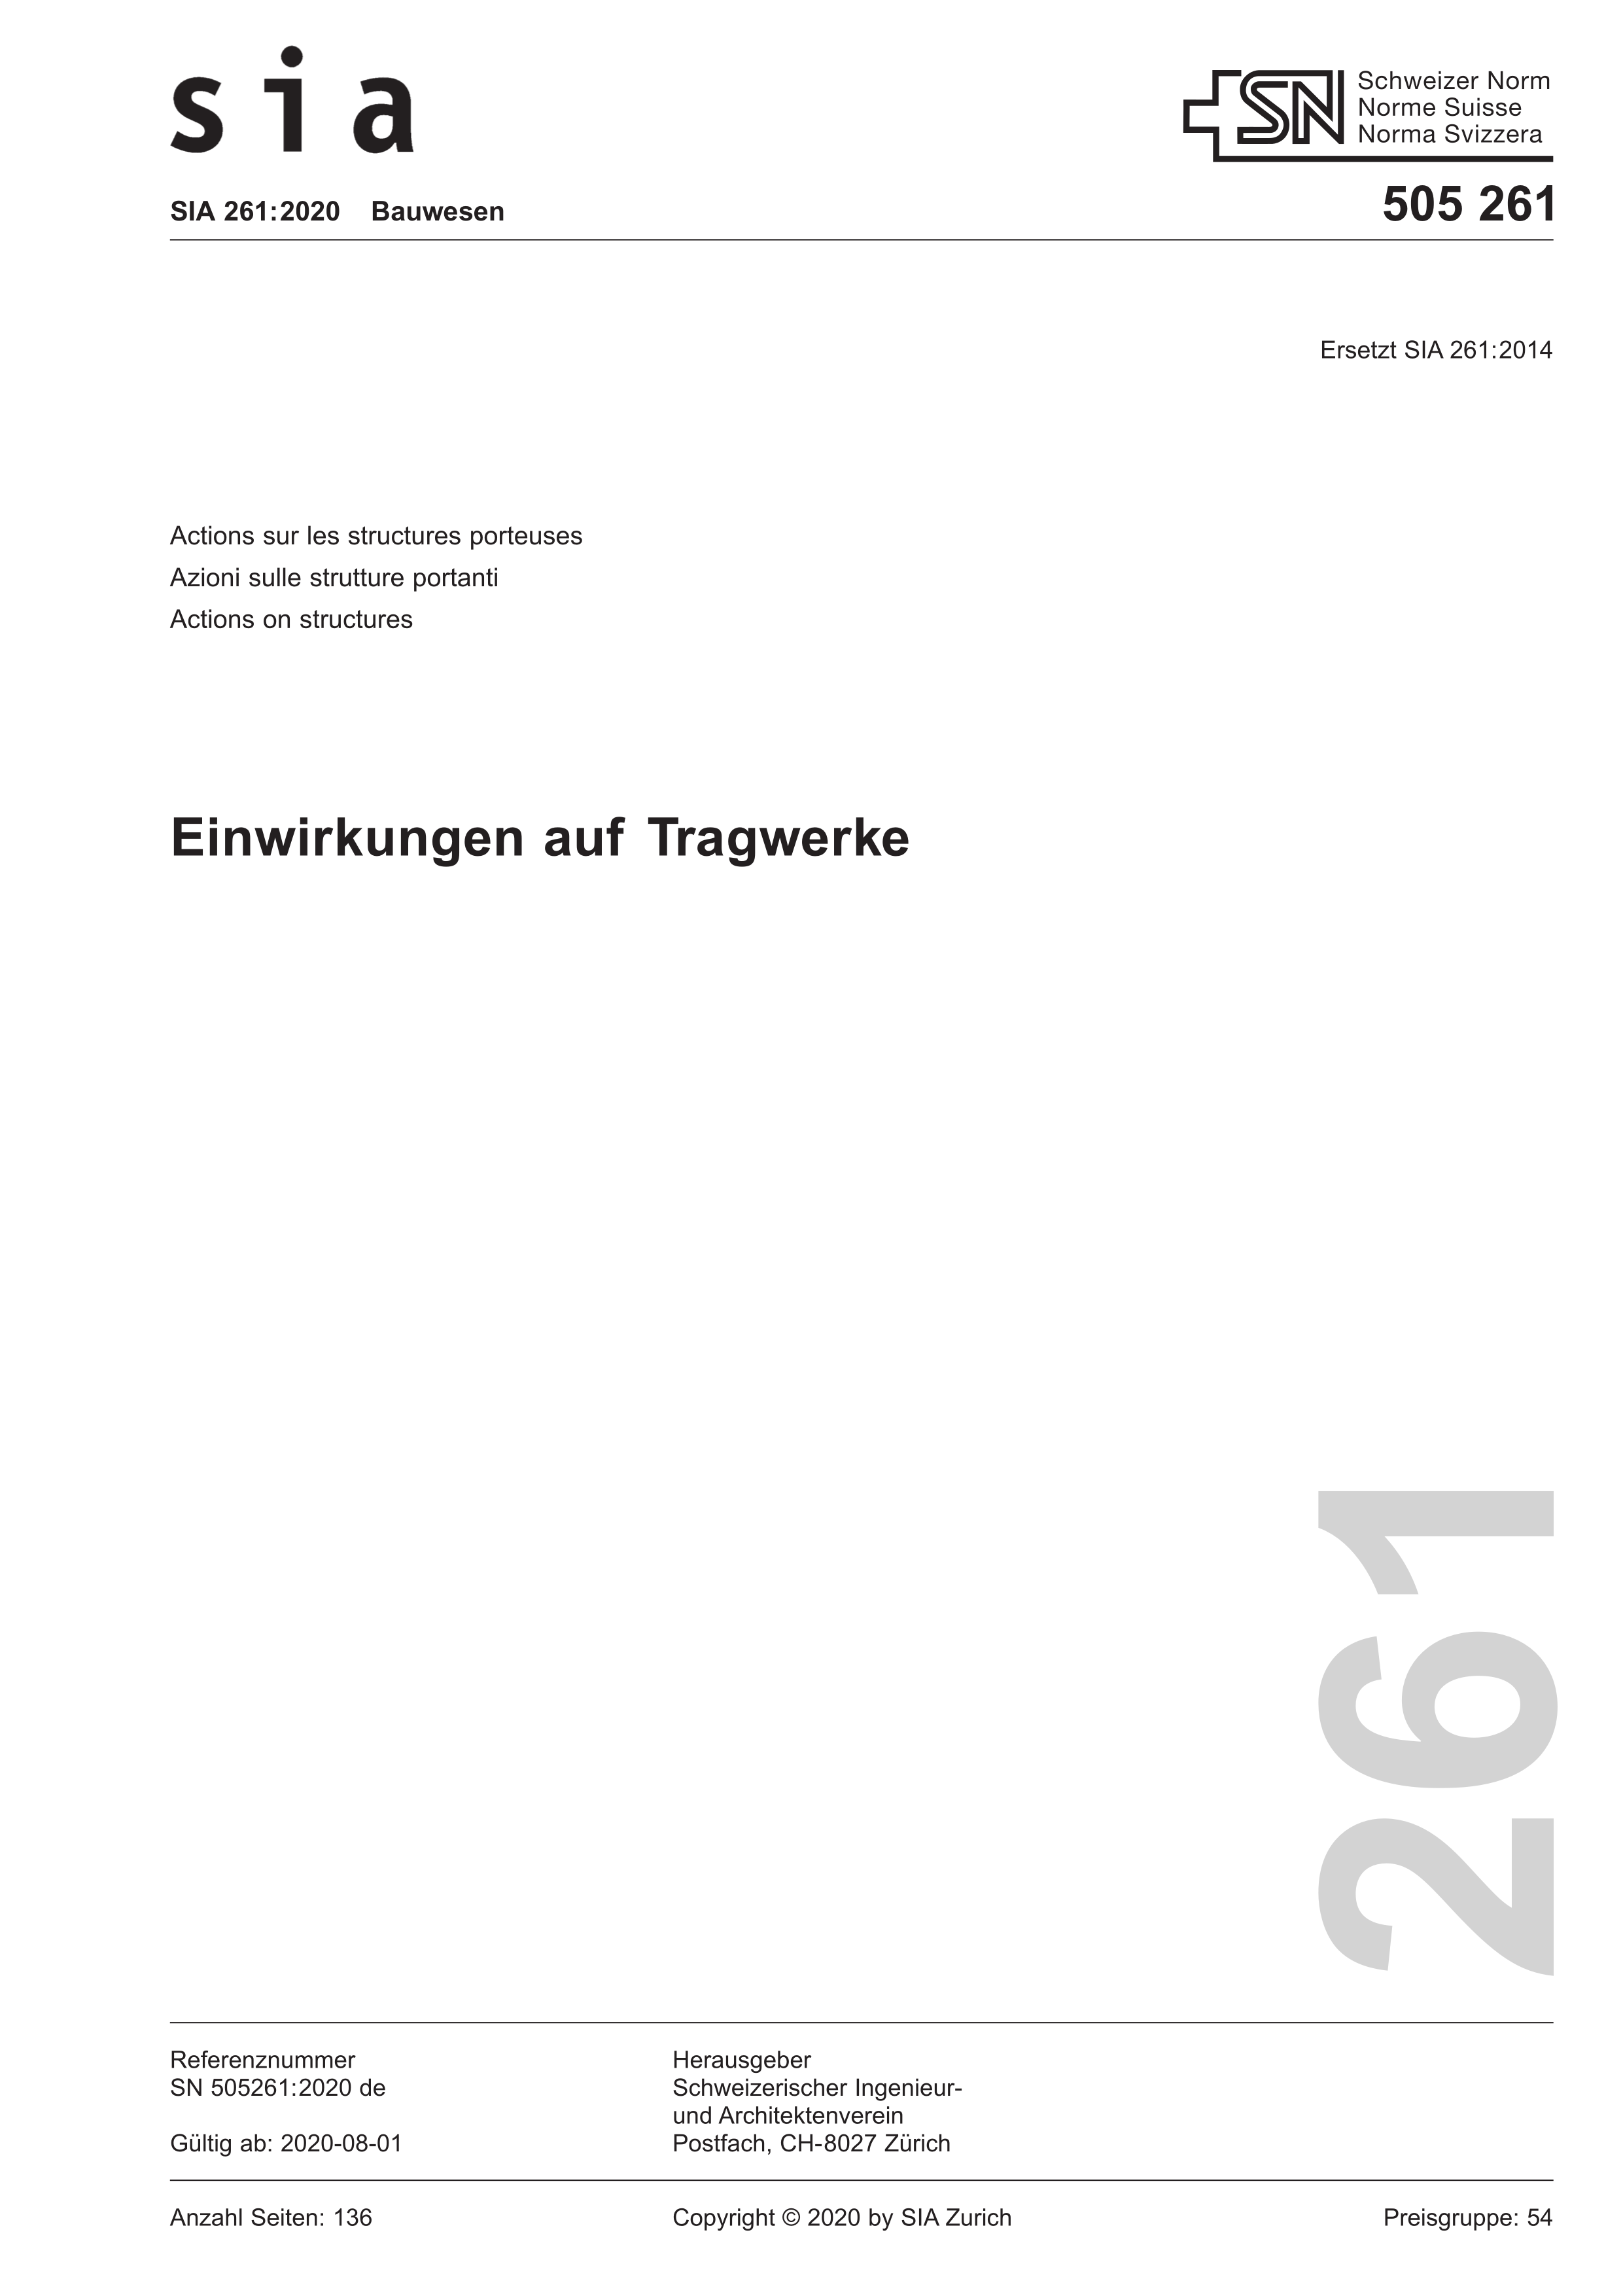 sia
SN Schweizer Norm
Norme Suisse
Norma Svizzera
SIA 261:2020 Bauwesen
505 261
Ersetzt SIA 261:2014
Actions sur les structures porteuses
Azioni sulle strutture portanti
Actions on structures
Einwirkungen auf Tragwerke
261
Referenznummer
SN 505261:2020 de
Gültig ab: 2020-08-01
Herausgeber
Schweizerischer Ingenieur-
und Architektenverein
Postfach, CH-8027 Zürich
Anzahl Seiten: 136
Copyright © 2020 by SIA Zurich
Preisgruppe: 54